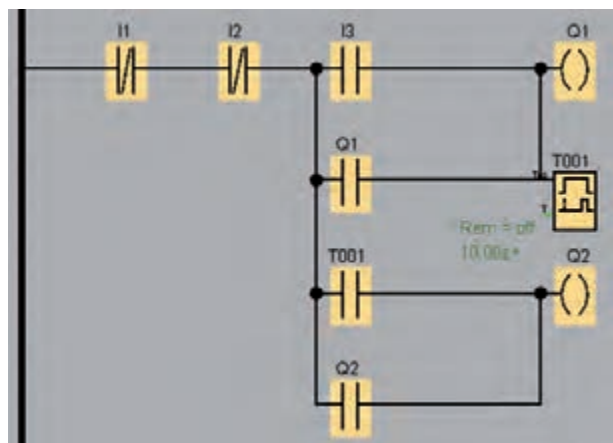 I1 I2 I3 Q1
Q1 T001
Trg
T
Rem = off
10:00s+
T001 Q2
Q2